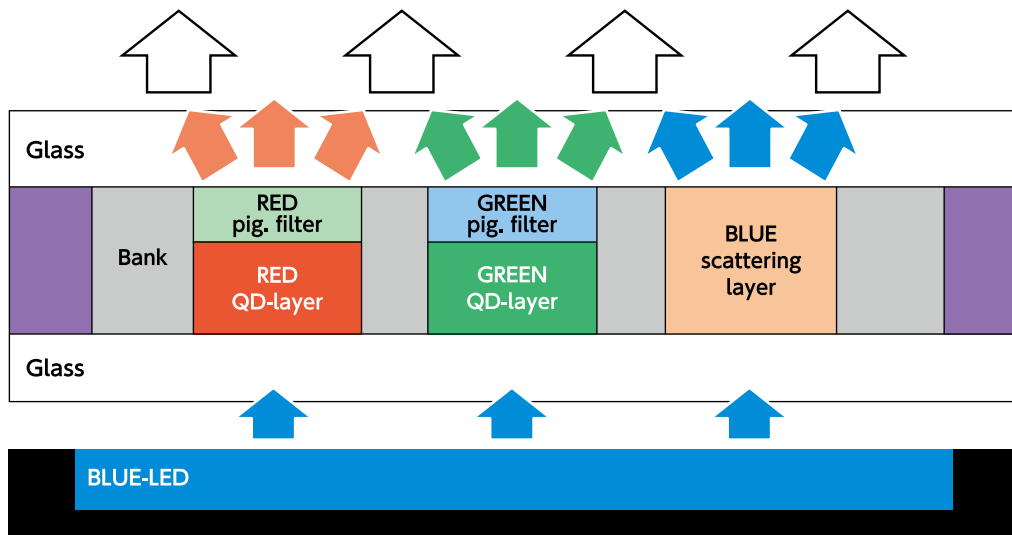 Glass
Bank
RED
pig. filter
RED
QD-layer
GREEN
pig. filter
GREEN
QD-layer
BLUE
scattering
layer
Glass
BLUE-LED